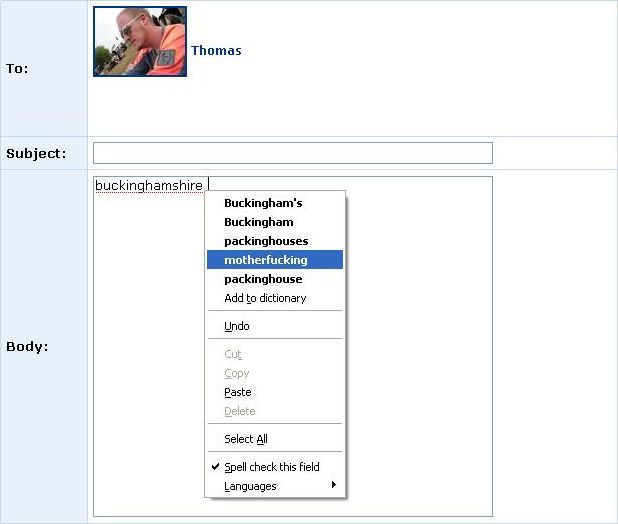 To:
Thomas
Subject:
buckinghamshire
Buckingham's
Buckingham
packinghouses
motherfucking
packinghouse
Add to dictionary
Undo
Cut
Copy
Paste
Delete
Select All
Spell check this field
Languages
Body: